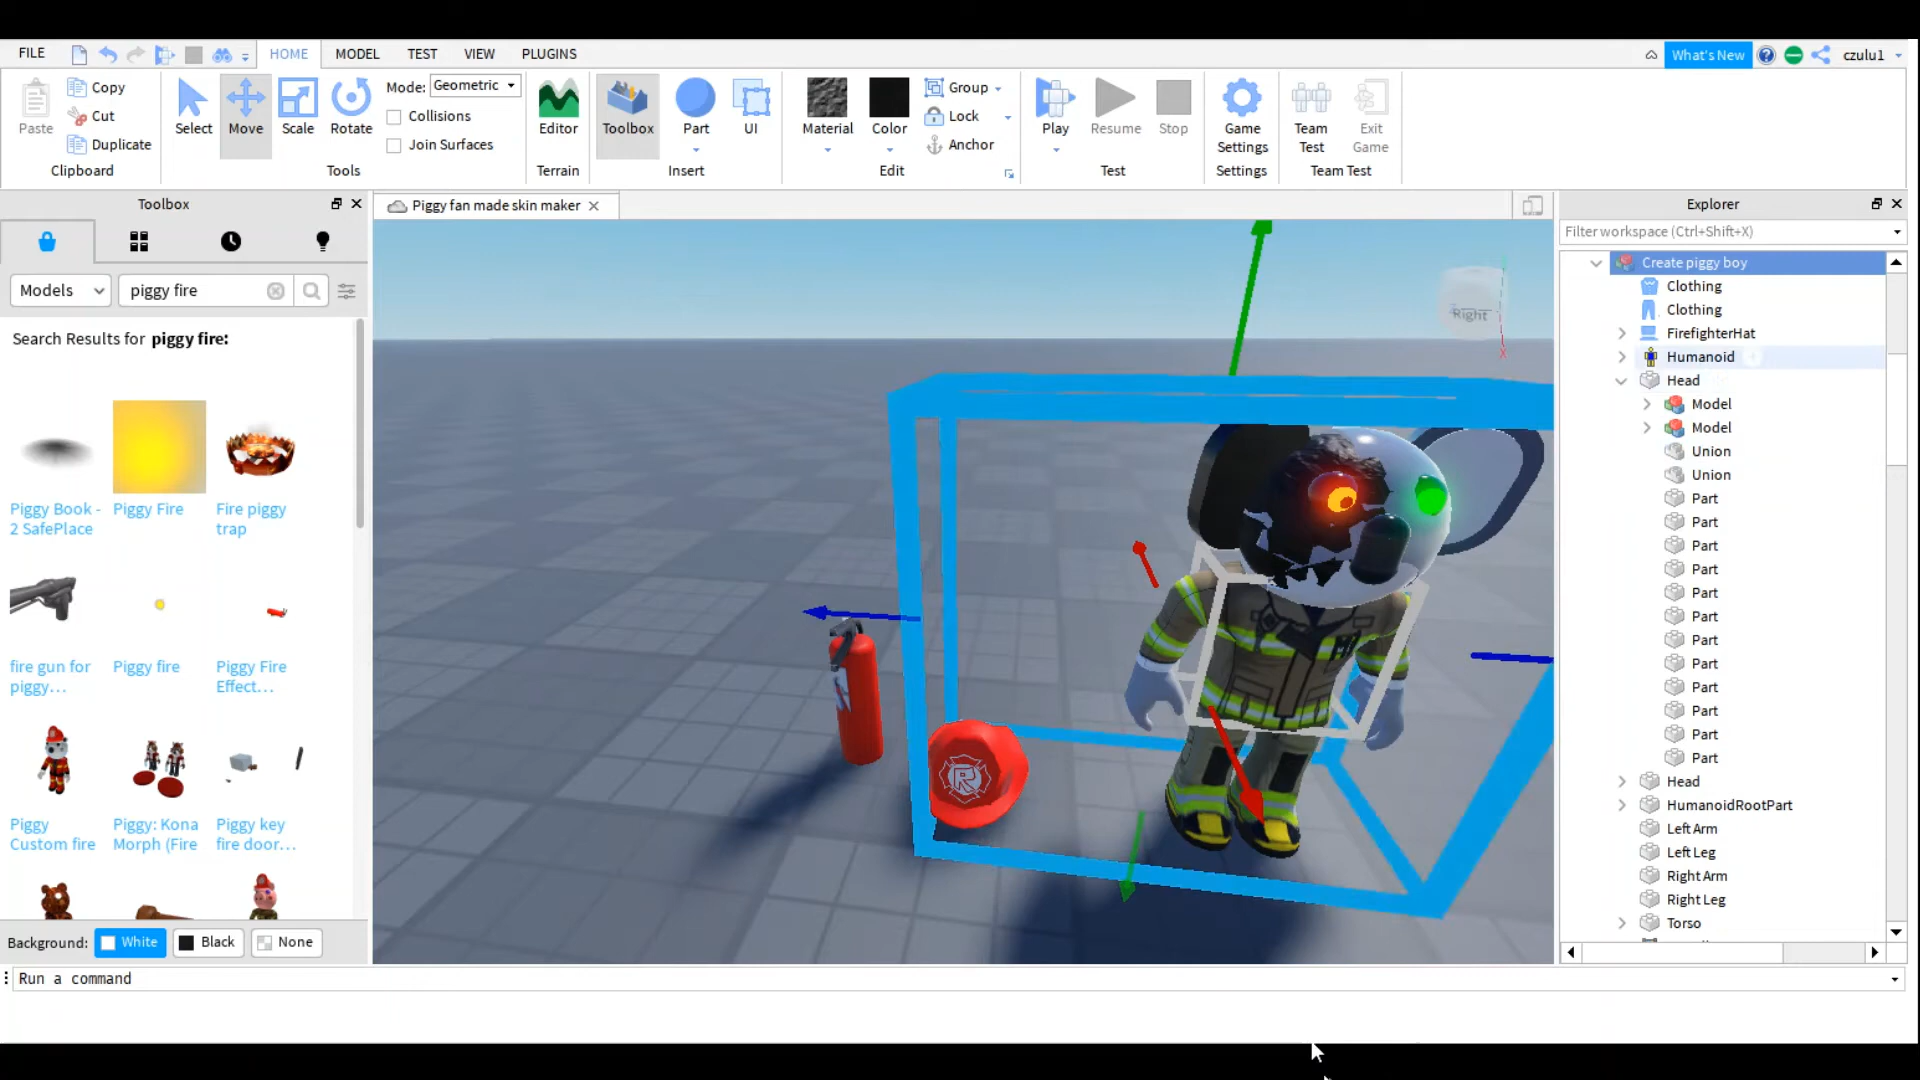 FILE
HOME
MODEL
TEST
VIEW
PLUGINS
What's New
czulu1
Paste
Copy
Cut
Duplicate
Clipboard
Select
Move
Scale
Rotate
Mode: Geometric
Collisions
Join Surfaces
Tools
Editor
Terrain
Toolbox
Part
UI
Insert
Material
Color
Group
Lock
Anchor
Edit
Play
Resume
Stop
Test
Game
Settings
Settings
Team
Test
Exit
Game
Team Test
Toolbox
Models
piggy fire
Search Results for piggy fire:
Piggy Book -
2 SafePlace
Piggy Fire
Fire piggy
trap
fire gun for
piggy...
Piggy fire
Piggy Fire
Effect...
Piggy
Custom fire
Piggy: Kona
Morph (Fire
Piggy key
fire door...
Background: White Black None
Run a command
Piggy fan made skin maker
Right
X
R
Explorer
Filter workspace (Ctrl+Shift+X)
Create piggy boy
Clothing
Clothing
FirefighterHat
Humanoid
Head
Model
Model
Union
Union
Part
Part
Part
Part
Part
Part
Part
Part
Part
Part
Part
Part
Head
HumanoidRootPart
Left Arm
Left Leg
Right Arm
Right Leg
Torso